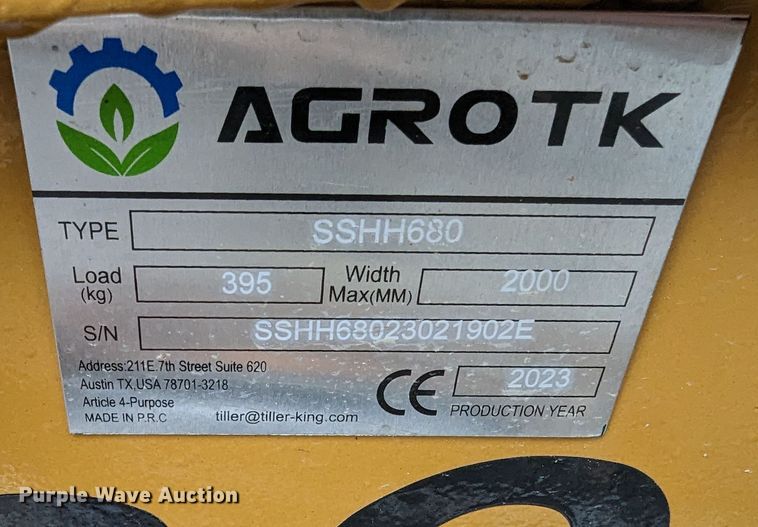 AGROTK
TYPE SSHH680
Load (kg) 395 Width Max(MM) 2000
S/N SSHH68023021902E
Address:211E.7th Street Suite 620
Austin TX,USA 78701-3218
Article 4-Purpose
MADE IN P.R.C tiller@tiller-king.com
CE 2023
PRODUCTION YEAR
Purple Wave Auction